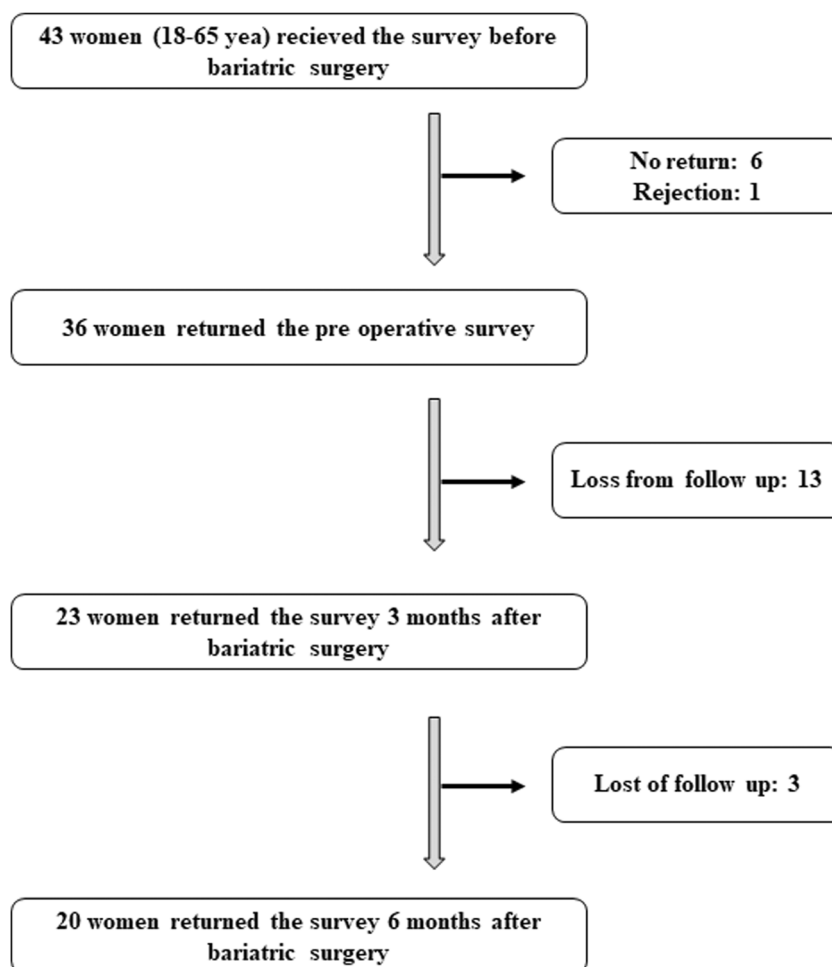 43 women (18-65 yea) recieved the survey before
bariatric surgery
No return: 6
Rejection: 1
36 women returned the pre operative survey
Loss from follow up: 13
23 women returned the survey 3 months after
bariatric surgery
Lost of follow up: 3
20 women returned the survey 6 months after
bariatric surgery